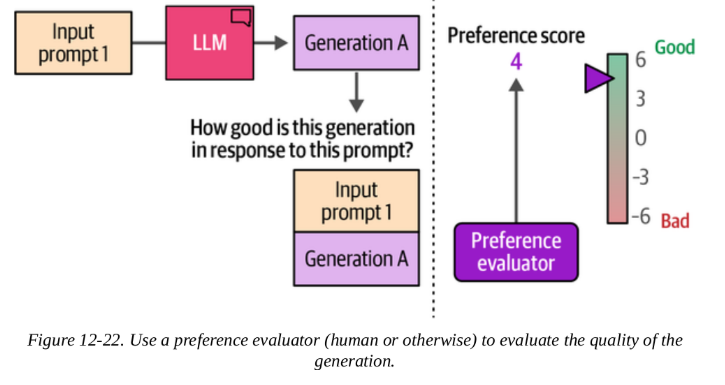 Input
prompt 1
LLM
Generation A
How good is this generation
in response to this prompt?
Input
prompt 1
Generation A
Preference score
4
Preference
evaluator
6
Good
3
0
–3
–6
Bad
Figure 12-22. Use a preference evaluator (human or otherwise) to evaluate the quality of the
generation.